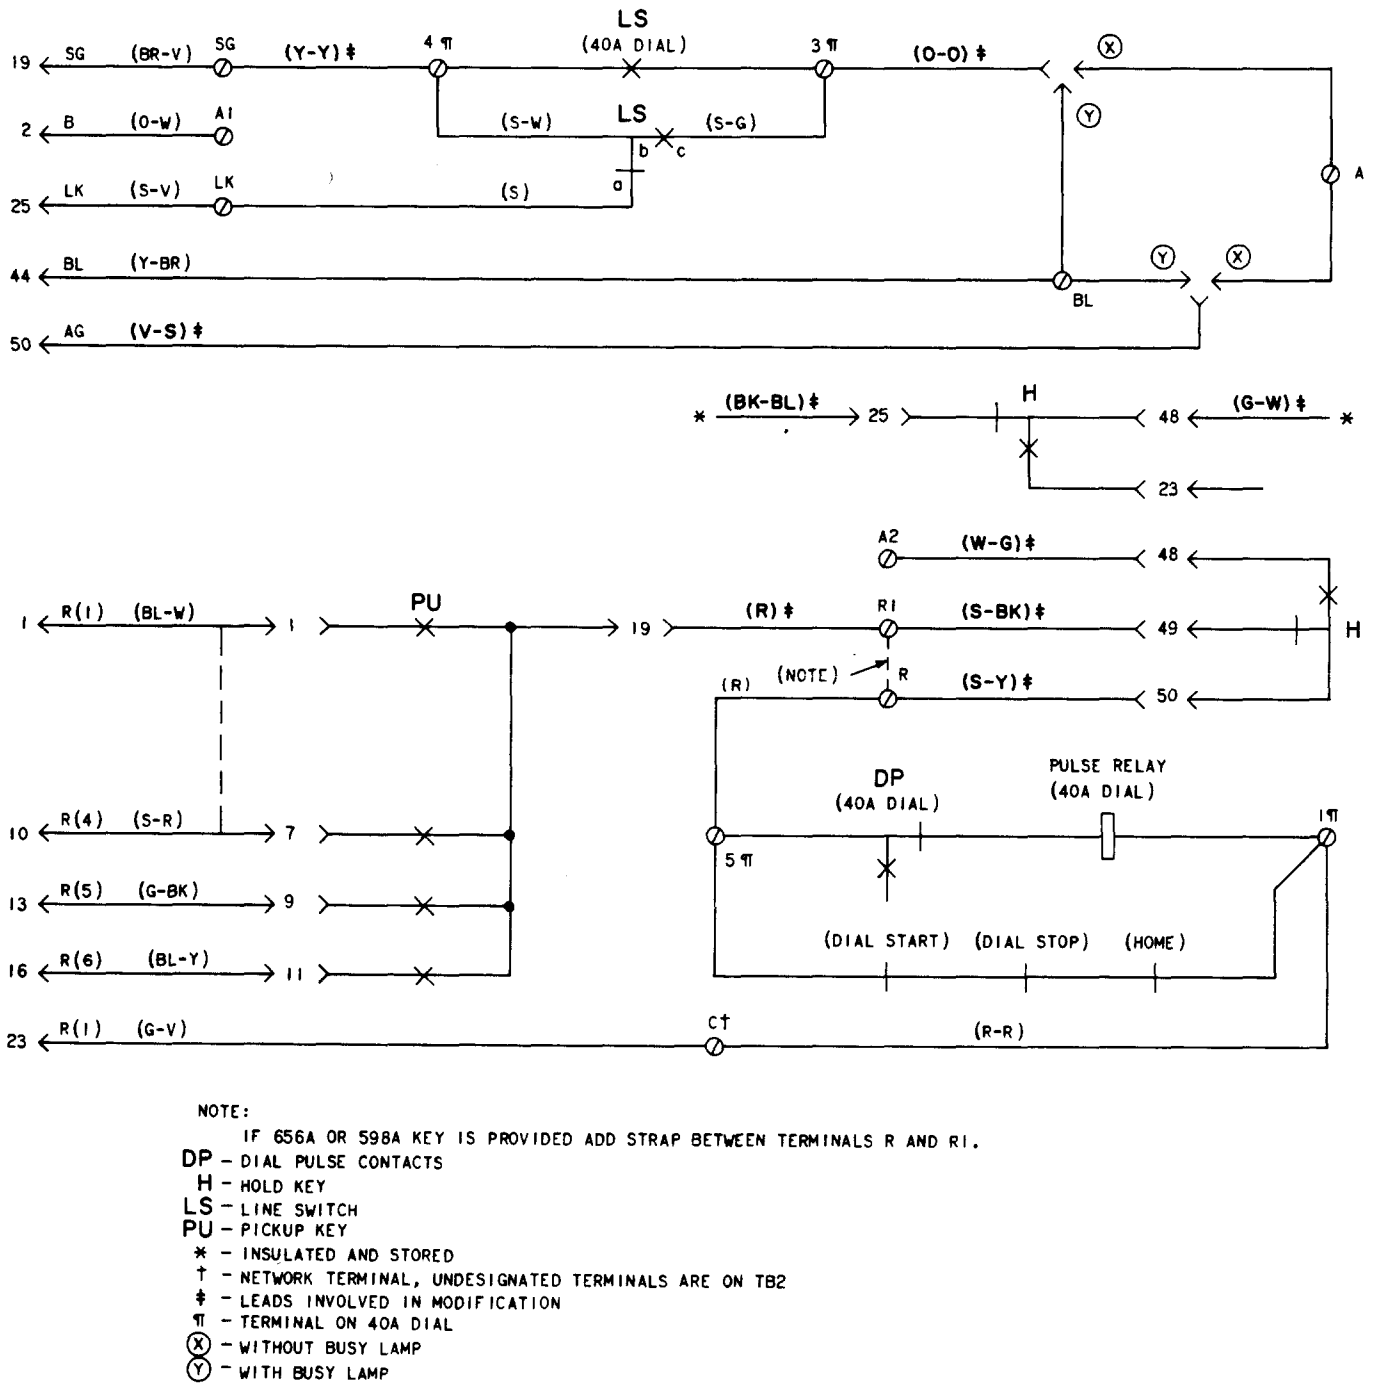 LS
19 SG (BR-V) SG (Y-Y)‡ 4¶ (40A DIAL) 3¶ (O-O)‡ X
2 B (O-W) A1 (S-W) LS (S-G) Y
b c
a
A
25 LK (S-V) LK (S)
44 BL (Y-BR) Y X
BL
50 AG (V-S)‡
H
* (BK-BL)‡ 25 48 (G-W)‡ *
23
A2 (W-G)‡ 48
1 R(1) (BL-W) 1 PU 19 (R)‡ R1 (S-BK)‡ 49 H
(NOTE) R
(R) (S-Y)‡ 50
DP PULSE RELAY
(40A DIAL) (40A DIAL)
1¶
10 R(4) (S-R) 7
5¶
13 R(5) (G-BK) 9
(DIAL START) (DIAL STOP) (HOME)
16 R(6) (BL-Y) 11
23 R(1) (G-V) C† (R-R)
NOTE:
IF 656A OR 598A KEY IS PROVIDED ADD STRAP BETWEEN TERMINALS R AND R1.
DP - DIAL PULSE CONTACTS
H - HOLD KEY
LS - LINE SWITCH
PU - PICKUP KEY
* - INSULATED AND STORED
† - NETWORK TERMINAL, UNDESIGNATED TERMINALS ARE ON TB2
‡ - LEADS INVOLVED IN MODIFICATION
¶ - TERMINAL ON 40A DIAL
X - WITHOUT BUSY LAMP
Y - WITH BUSY LAMP